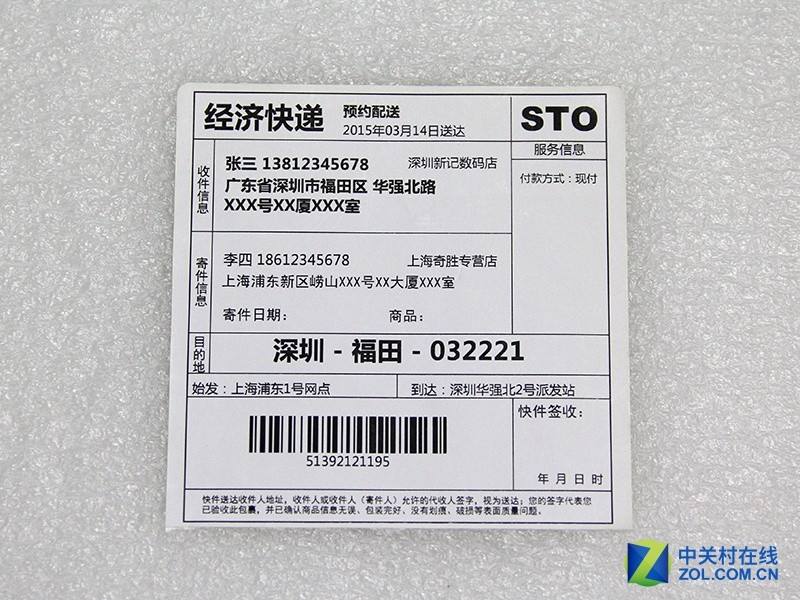 经济快递 预约配送 STO
2015年03月14日送达
服务信息
收件信息
张三 13812345678 深圳新记数码店
广东省深圳市福田区 华强北路
XXX号XX厦XXX室
付款方式：现付
寄件信息
李四 18612345678 上海奇胜专营店
上海浦东新区崂山XXX号XX大厦XXX室
寄件日期： 商品：
目的地
深圳 - 福田 - 032221
始发：上海浦东1号网点 到达：深圳华强北2号派发站
快件签收：
51392121195
年 月 日 时
快件送达收件人地址，收件人或收件人（寄件人）允许的代收人签字，视为送达；您的签字代表您
已验收此包裹，并已确认商品信息无误、包装完好、没有划痕、破损等表面质量问题。
中关村在线
ZOL.COM.CN